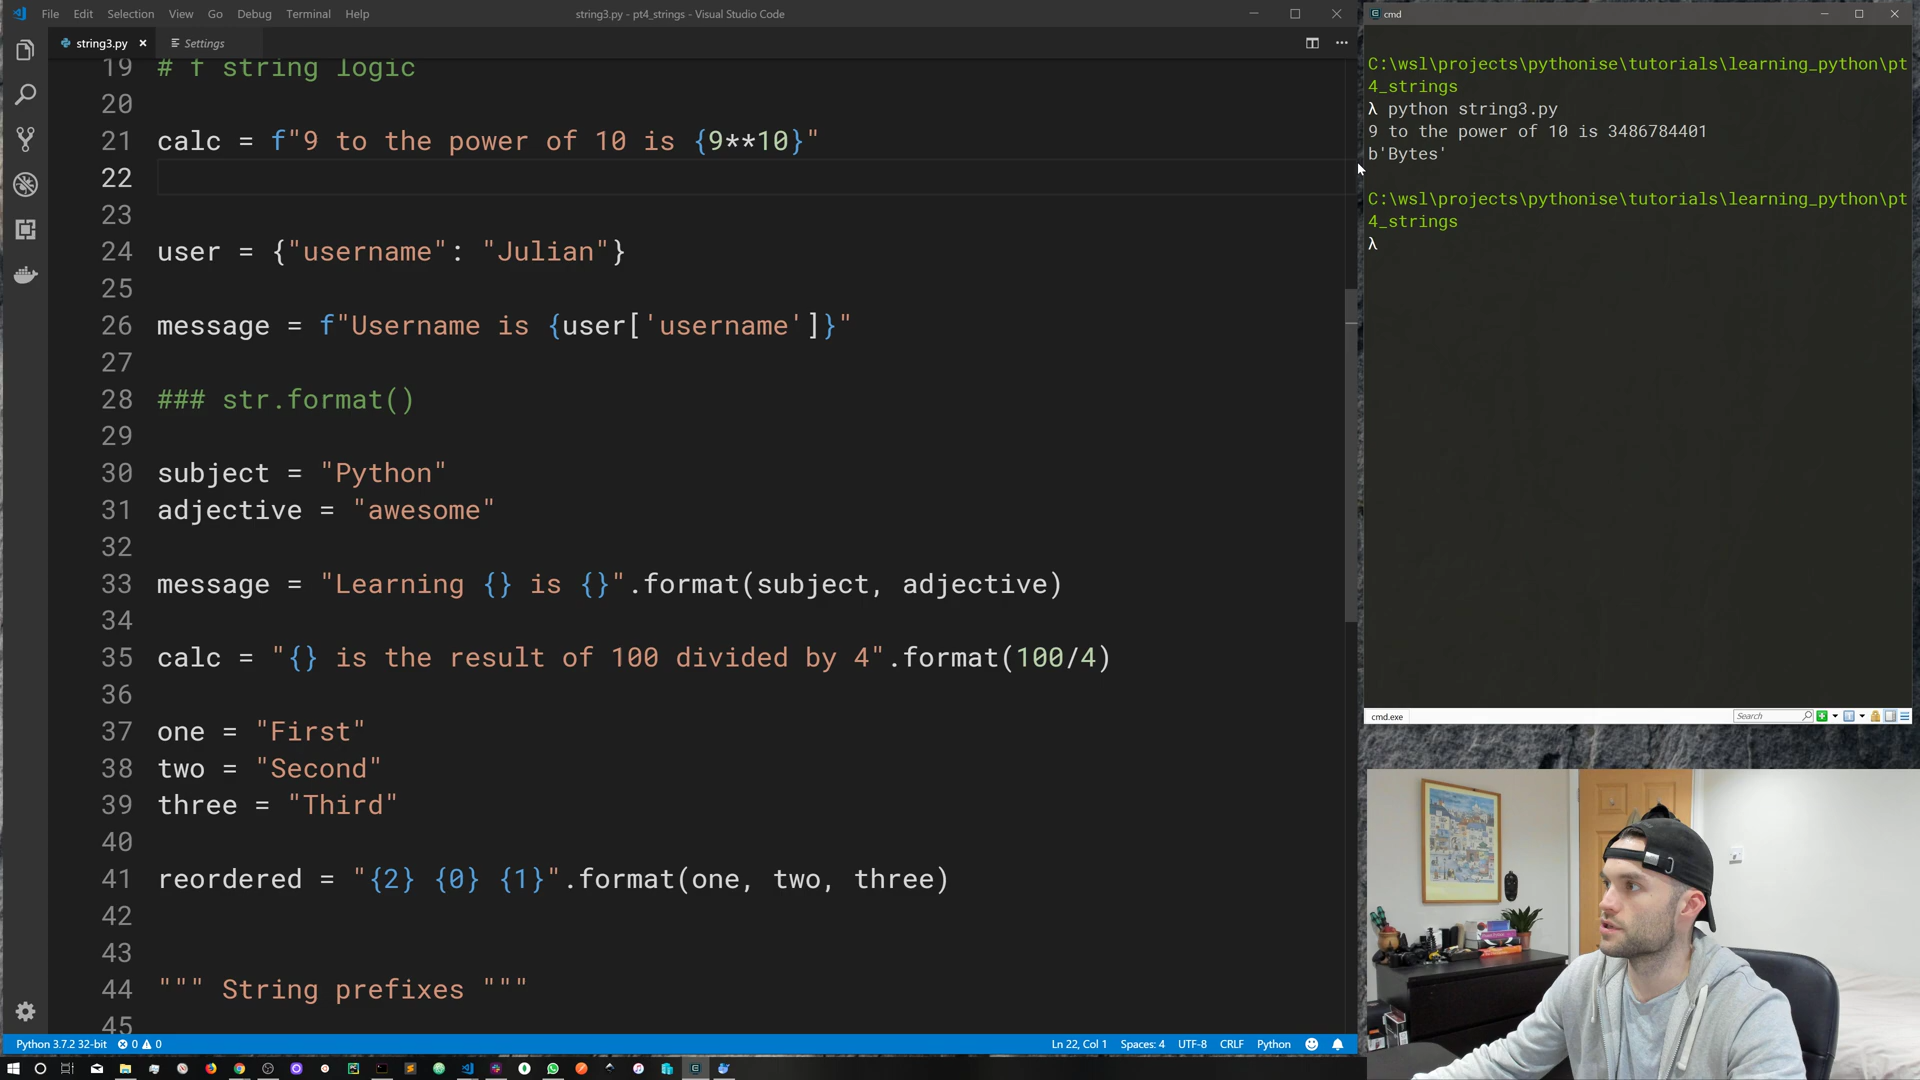 File Edit Selection View Go Debug Terminal Help
string3.py - pt4_strings - Visual Studio Code
string3.py
Settings
19 # f string logic
20
21 calc = f"9 to the power of 10 is {9**10}"
22
23
24 user = {"username": "Julian"}
25
26 message = f"Username is {user['username']}"
27
28 ### str.format()
29
30 subject = "Python"
31 adjective = "awesome"
32
33 message = "Learning {} is {}".format(subject, adjective)
34
35 calc = "{} is the result of 100 divided by 4".format(100/4)
36
37 one = "First"
38 two = "Second"
39 three = "Third"
40
41 reordered = "{2} {0} {1}".format(one, two, three)
42
43
44 """ String prefixes """
45
Python 3.7.2 32-bit 0 0
Ln 22, Col 1 Spaces: 4 UTF-8 CRLF Python
cmd
C:\wsl\projects\pythonise\tutorials\learning_python\pt
4_strings
λ python string3.py
9 to the power of 10 is 3486784401
b'Bytes'
C:\wsl\projects\pythonise\tutorials\learning_python\pt
4_strings
λ
cmd.exe
Search